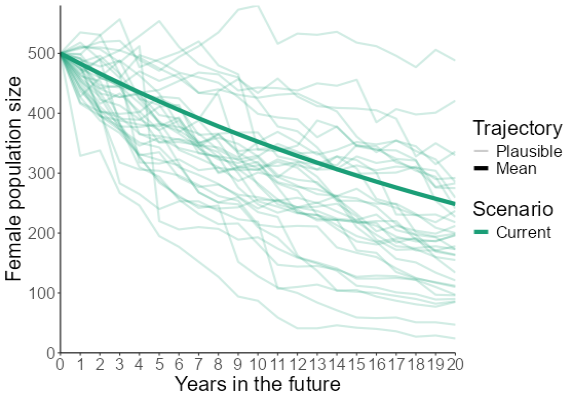 Female population size
500
400
300
200
100
0
0 1 2 3 4 5 6 7 8 9 10 11 12 13 14 15 16 17 18 19 20
Years in the future
Trajectory
Plausible
Mean
Scenario
Current